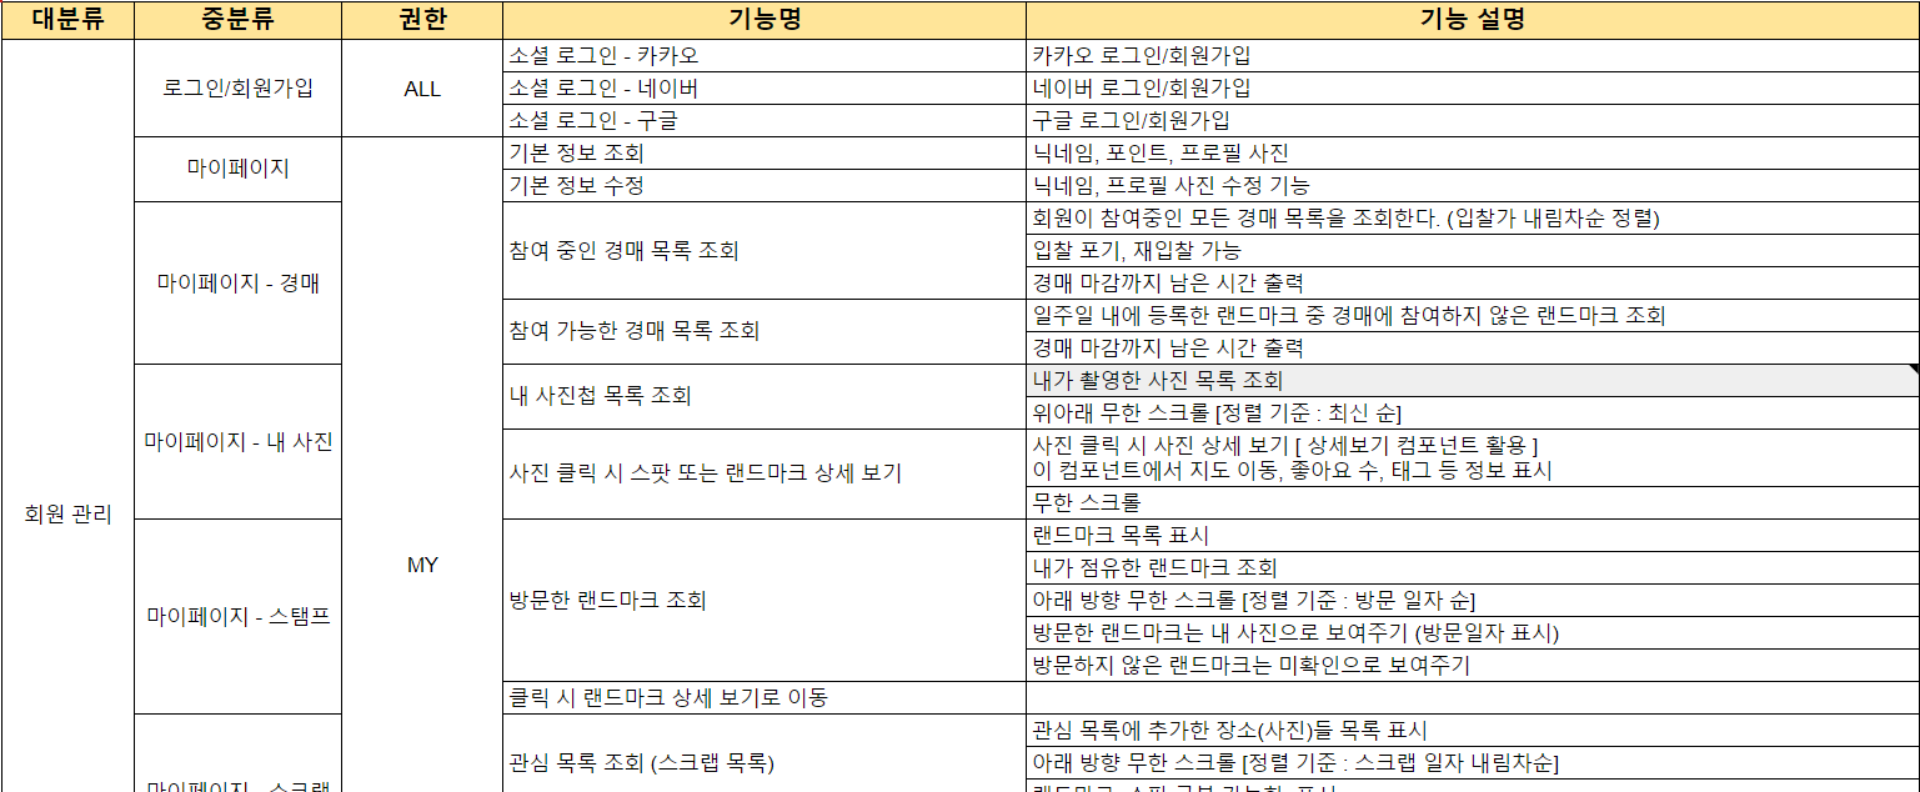 대분류 중분류 권한 기능명 기능 설명
회원 관리
로그인/회원가입
ALL
소셜 로그인 - 카카오 카카오 로그인/회원가입
소셜 로그인 - 네이버 네이버 로그인/회원가입
소셜 로그인 - 구글 구글 로그인/회원가입
마이페이지
MY
기본 정보 조회 닉네임, 포인트, 프로필 사진
기본 정보 수정 닉네임, 프로필 사진 수정 기능
마이페이지 - 경매
참여 중인 경매 목록 조회
회원이 참여중인 모든 경매 목록을 조회한다. (입찰가 내림차순 정렬)
입찰 포기, 재입찰 가능
경매 마감까지 남은 시간 출력
참여 가능한 경매 목록 조회
일주일 내에 등록한 랜드마크 중 경매에 참여하지 않은 랜드마크 조회
경매 마감까지 남은 시간 출력
마이페이지 - 내 사진
내 사진첩 목록 조회
내가 촬영한 사진 목록 조회
위아래 무한 스크롤 [정렬 기준 : 최신 순]
사진 클릭 시 스팟 또는 랜드마크 상세 보기
사진 클릭 시 사진 상세 보기 [ 상세보기 컴포넌트 활용 ]
이 컴포넌트에서 지도 이동, 좋아요 수, 태그 등 정보 표시
무한 스크롤
마이페이지 - 스탬프
방문한 랜드마크 조회
랜드마크 목록 표시
내가 점유한 랜드마크 조회
아래 방향 무한 스크롤 [정렬 기준 : 방문 일자 순]
방문한 랜드마크는 내 사진으로 보여주기 (방문일자 표시)
방문하지 않은 랜드마크는 미확인으로 보여주기
클릭 시 랜드마크 상세 보기로 이동
마이페이지 - 스크랩
관심 목록 조회 (스크랩 목록)
관심 목록에 추가한 장소(사진)들 목록 표시
아래 방향 무한 스크롤 [정렬 기준 : 스크랩 일자 내림차순]